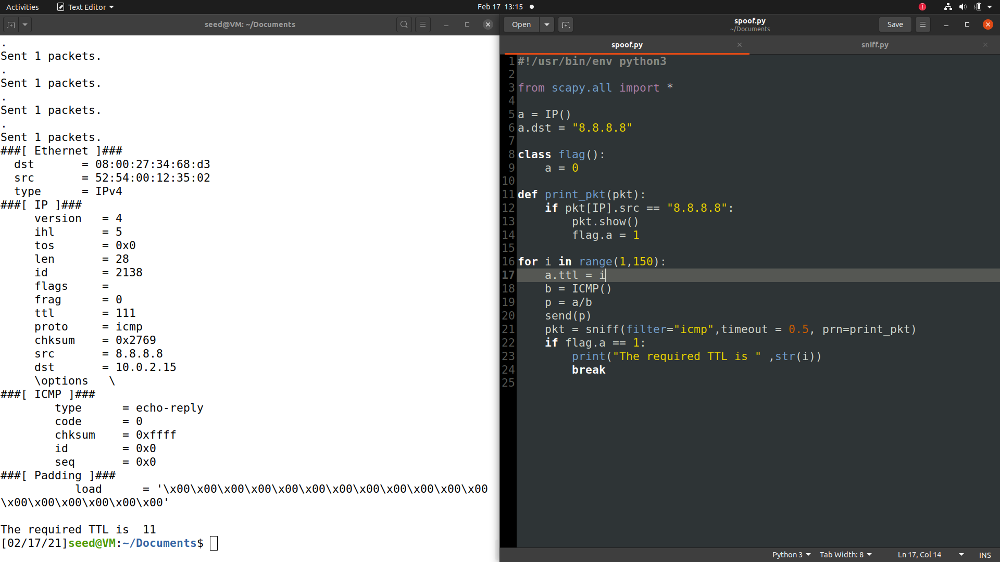 Activities
Text Editor
Feb 17 13:15
seed@VM: ~/Documents
.
Sent 1 packets.
.
Sent 1 packets.
.
Sent 1 packets.
.
Sent 1 packets.
###[ Ethernet ]###
  dst       = 08:00:27:34:68:d3
  src       = 52:54:00:12:35:02
  type      = IPv4
###[ IP ]###
     version   = 4
     ihl       = 5
     tos       = 0x0
     len       = 28
     id        = 2138
     flags     =
     frag      = 0
     ttl       = 111
     proto     = icmp
     chksum    = 0x2769
     src       = 8.8.8.8
     dst       = 10.0.2.15
     \options   \
###[ ICMP ]###
        type      = echo-reply
        code      = 0
        chksum    = 0xffff
        id        = 0x0
        seq       = 0x0
###[ Padding ]###
           load      = '\x00\x00\x00\x00\x00\x00\x00\x00\x00\x00\x00\x00
\x00\x00\x00\x00\x00\x00'
The required TTL is  11
[02/17/21]seed@VM:~/Documents$
Open
spoof.py
~/Documents
Save
spoof.py
sniff.py
1 #!/usr/bin/env python3
2
3 from scapy.all import *
4
5 a = IP()
6 a.dst = "8.8.8.8"
7
8 class flag():
9     a = 0
10
11 def print_pkt(pkt):
12     if pkt[IP].src == "8.8.8.8":
13         pkt.show()
14         flag.a = 1
15
16 for i in range(1,150):
17     a.ttl = i
18     b = ICMP()
19     p = a/b
20     send(p)
21     pkt = sniff(filter="icmp",timeout = 0.5, prn=print_pkt)
22     if flag.a == 1:
23         print("The required TTL is " ,str(i))
24         break
25
Python 3
Tab Width: 8
Ln 17, Col 14
INS